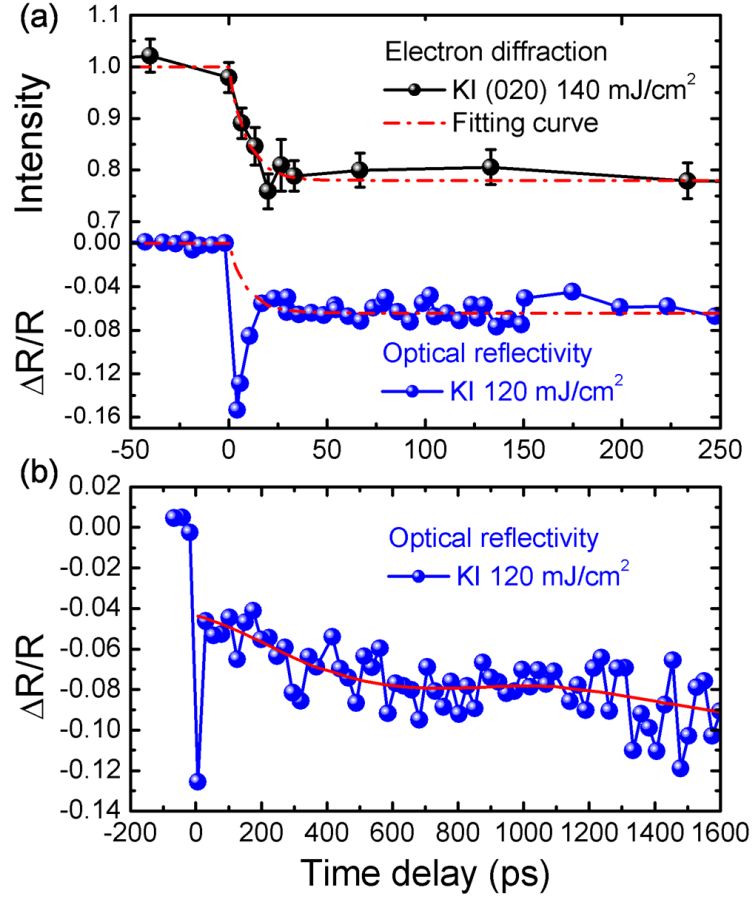 (a)
1.1
1.0
0.9
0.8
0.7
Intensity
Electron diffraction
KI (020) 140 mJ/cm²
Fitting curve
0.00
-0.04
-0.08
-0.12
-0.16
ΔR/R
Optical reflectivity
KI 120 mJ/cm²
-50 0 50 100 150 200 250
(b)
0.02
0.00
-0.02
-0.04
-0.06
-0.08
-0.10
-0.12
-0.14
ΔR/R
Optical reflectivity
KI 120 mJ/cm²
-200 0 200 400 600 800 1000 1200 1400 1600
Time delay (ps)